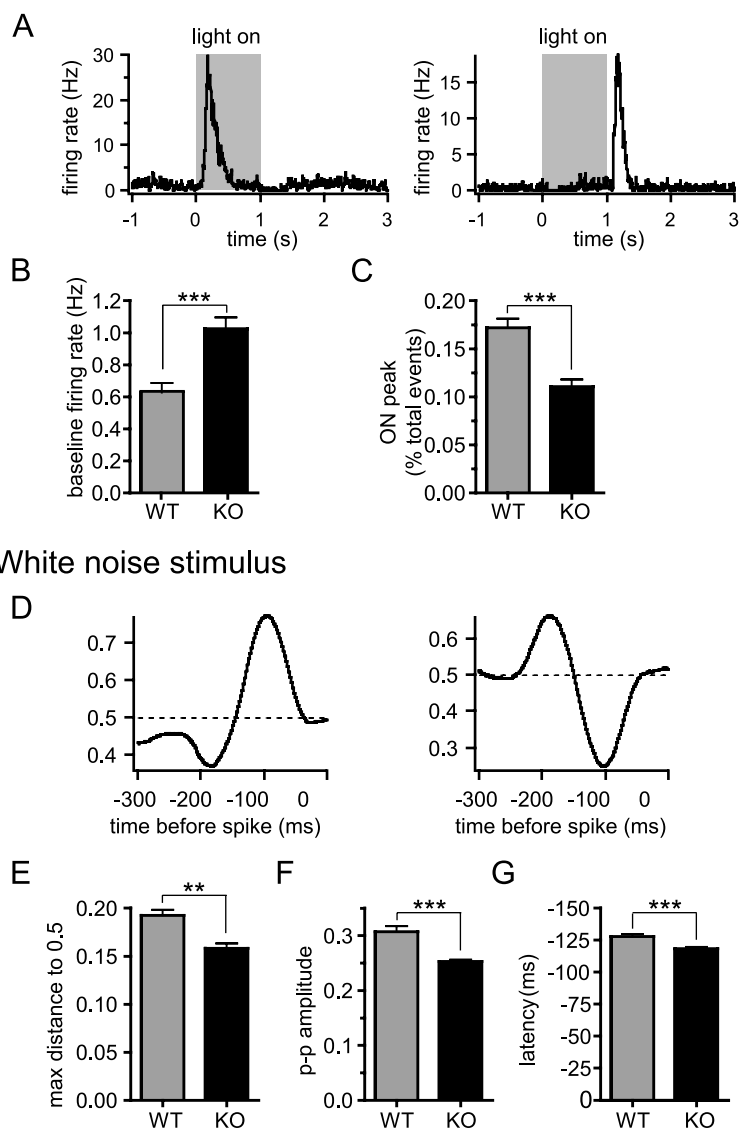 A
light on
light on
firing rate (Hz)
30
20
10
0
-1 0 1 2 3
time (s)
firing rate (Hz)
15
10
5
0
-1 0 1 2 3
time (s)
B
baseline firing rate (Hz)
1.2
1.0
0.8
0.6
0.4
0.2
0.0
***
WT KO
C
ON peak
(% total events)
0.20
0.15
0.10
0.05
0.00
***
WT KO
White noise stimulus
D
0.7
0.6
0.5
0.4
-300 -200 -100 0
time before spike (ms)
0.6
0.5
0.4
0.3
-300 -200 -100 0
time before spike (ms)
E
max distance to 0.5
0.20
0.15
0.10
0.05
0.00
**
WT KO
F
p-p amplitude
0.3
0.2
0.1
0.0
***
WT KO
G
latency (ms)
-150
-125
-100
-75
-50
-25
0
***
WT KO